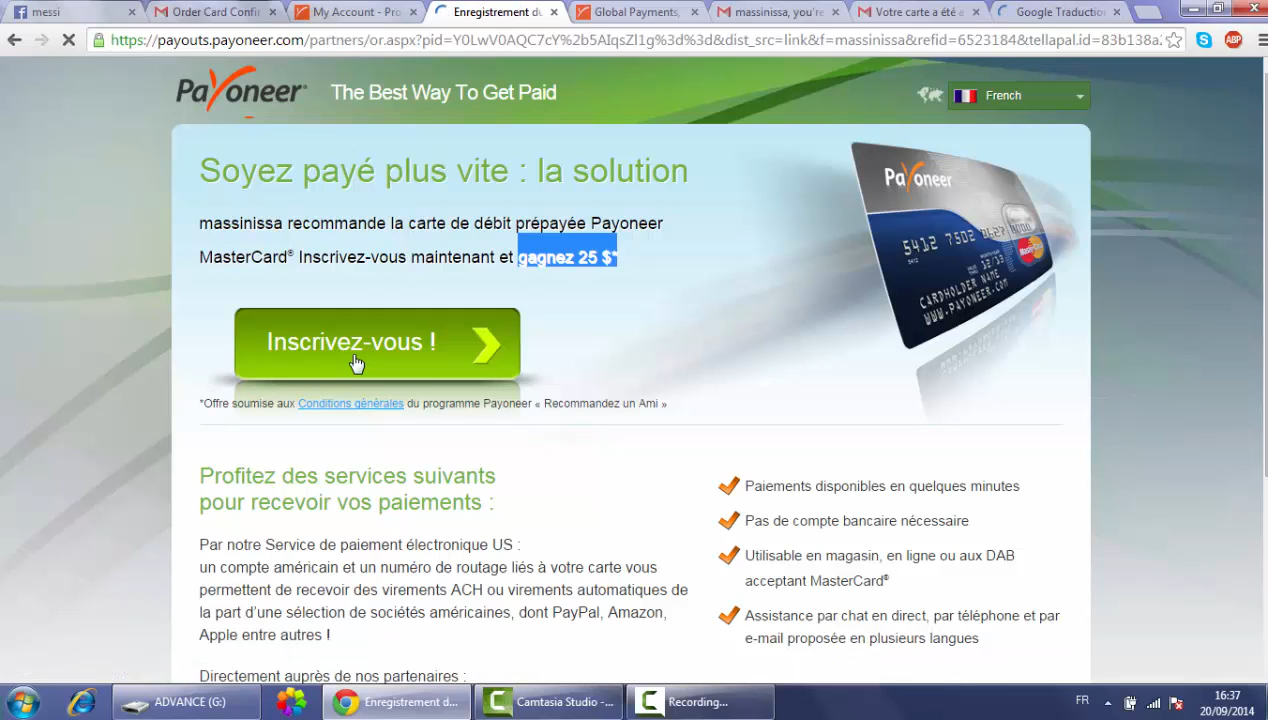 messi
Order Card Confi
My Account - Pro
Enregistrement du
Global Payments,
massinissa, you're
Votre carte a été a
Google Traduction
https://payouts.payoneer.com/partners/or.aspx?pid=Y0LwV0AQC7cY%2b5AIqsZl1g%3d%3d&dist_src=link&f=massinissa&refid=6523184&tellapal.id=83b138a
ABP
Payoneer
The Best Way To Get Paid
French
Soyez payé plus vite : la solution
massinissa recommande la carte de débit prépayée Payoneer
MasterCard® Inscrivez-vous maintenant et gagnez 25 $*
Payoneer
5412 7502
12/13
CARDHOLDER NAME
WWW.PAYONEER.COM
MasterCard
Inscrivez-vous !
*Offre soumise aux Conditions générales du programme Payoneer « Recommandez un Ami »
Profitez des services suivants
pour recevoir vos paiements :
Par notre Service de paiement électronique US :
un compte américain et un numéro de routage liés à votre carte vous
permettent de recevoir des virements ACH ou virements automatiques de
la part d'une sélection de sociétés américaines, dont PayPal, Amazon,
Apple entre autres !
Directement auprès de nos partenaires :
Paiements disponibles en quelques minutes
Pas de compte bancaire nécessaire
Utilisable en magasin, en ligne ou aux DAB
acceptant MasterCard®
Assistance par chat en direct, par téléphone et par
e-mail proposée en plusieurs langues
ADVANCE (G:)
Enregistrement d...
Camtasia Studio -...
Recording...
FR
16:37
20/09/2014